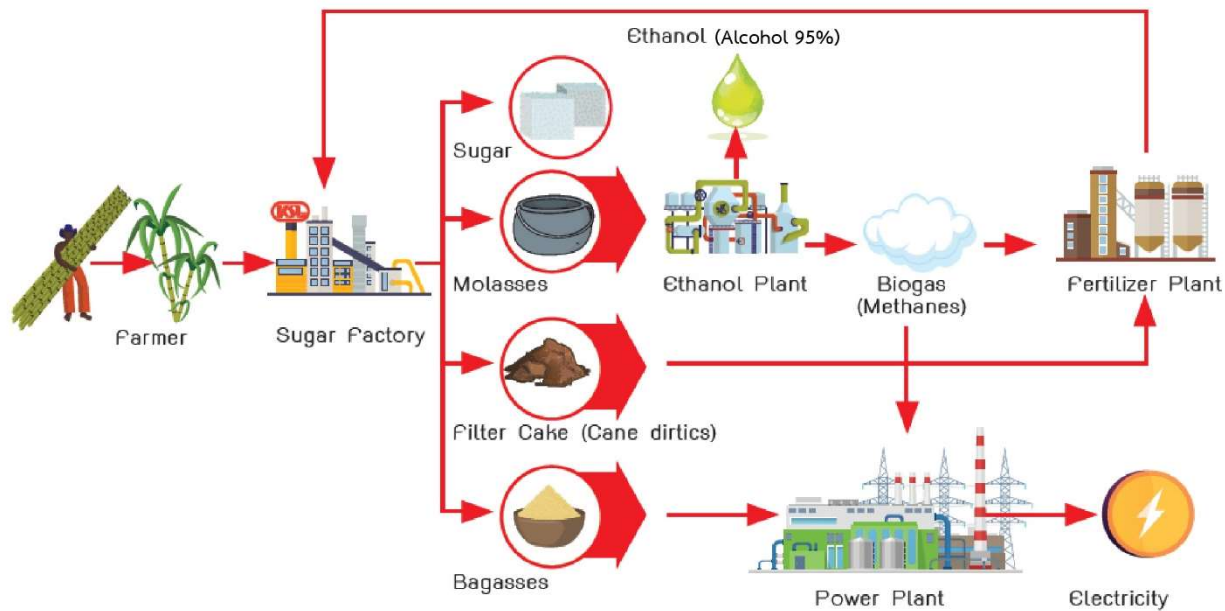 Ethanol (Alcohol 95%)
Sugar
KSL
Molasses
Ethanol Plant
Biogas
(Methanes)
Fertilizer Plant
Farmer
Sugar Factory
Filter Cake (Cane dirtics)
Bagasses
Power Plant
Electricity